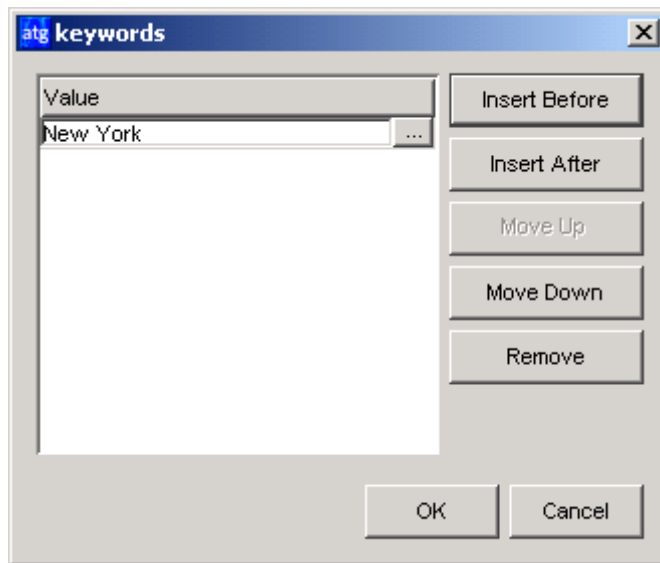 atg keywords
Value
New York
...
Insert Before
Insert After
Move Up
Move Down
Remove
OK
Cancel